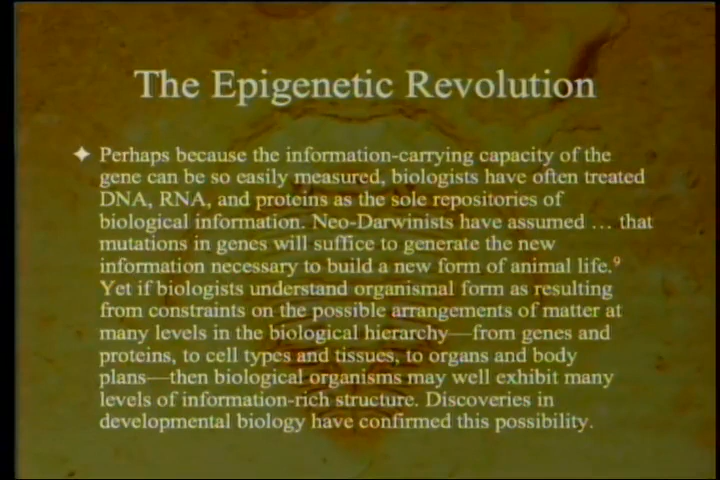 The Epigenetic Revolution
Perhaps because the information-carrying capacity of the
gene can be so easily measured, biologists have often treated
DNA, RNA, and proteins as the sole repositories of
biological information. Neo-Darwinists have assumed … that
mutations in genes will suffice to generate the new
information necessary to build a new form of animal life.⁹
Yet if biologists understand organismal form as resulting
from constraints on the possible arrangements of matter at
many levels in the biological hierarchy—from genes and
proteins, to cell types and tissues, to organs and body
plans—then biological organisms may well exhibit many
levels of information-rich structure. Discoveries in
developmental biology have confirmed this possibility.